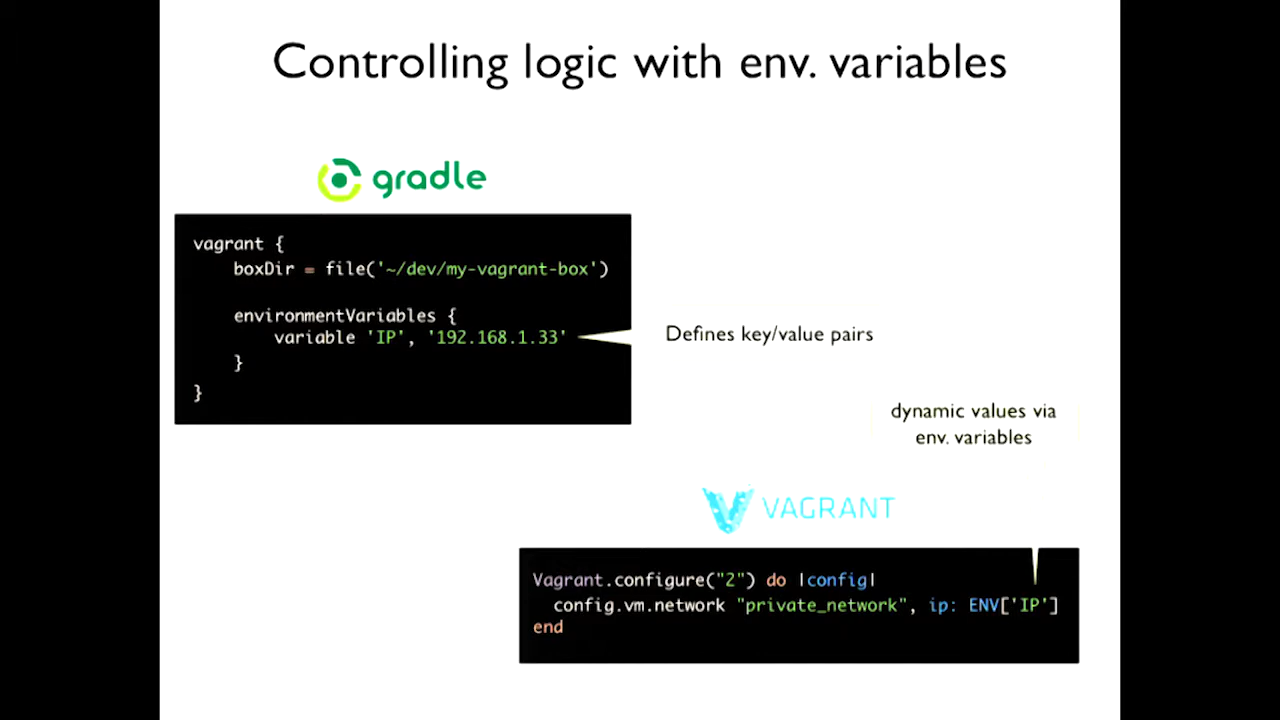 Controlling logic with env. variables
gradle
vagrant {
boxDir = file('~/dev/my-vagrant-box')
environmentVariables {
variable 'IP', '192.168.1.33'
}
}
Defines key/value pairs
dynamic values via
env. variables
VAGRANT
Vagrant.configure("2") do |config|
config.vm.network "private_network", ip: ENV['IP']
end